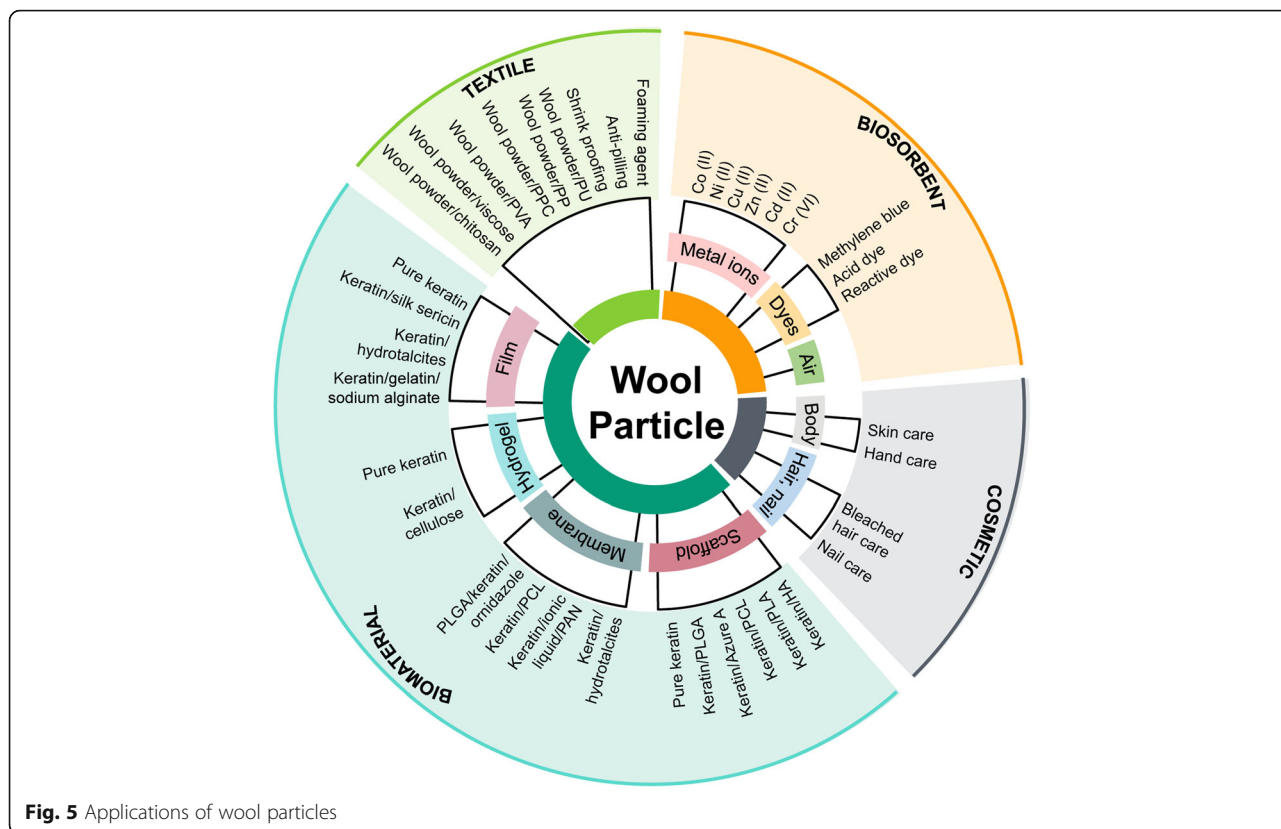 TEXTILE
Wool powder/chitosan
Wool powder/viscose
Wool powder/PVA
Wool powder/PPC
Wool powder/PP
Wool powder/PU
Shrink proofing
Anti-pilling
Foaming agent
BIOSORBENT
Co (II)
Ni (II)
Cu (II)
Zn (II)
Cd (II)
Cr (VI)
Metal ions
Methylene blue
Acid dye
Reactive dye
Dyes
Air
COSMETIC
Body
Skin care
Hand care
Hair, nail
Bleached
hair care
Nail care
BIOMATERIAL
Scaffold
Keratin/HA
Keratin/PLA
Keratin/PCL
Keratin/Azure A
Keratin/PLGA
Pure keratin
Membrane
Keratin/
hydrotalcites
Keratin/ionic
liquid/PAN
Keratin/PCL
PLGA/keratin/
ornidazole
Hydrogel
Keratin/
cellulose
Pure keratin
Film
Keratin/gelatin/
sodium alginate
Keratin/
hydrotalcites
Keratin/silk sericin
Pure keratin
Wool
Particle
Fig. 5 Applications of wool particles